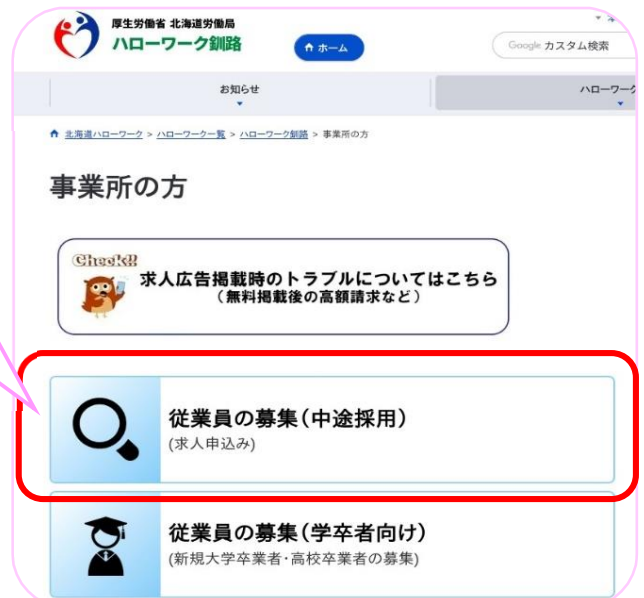 厚生労働省 北海道労働局
ハローワーク釧路
ホーム
Google カスタム検索
お知らせ
ハローワーク
北海道ハローワーク > ハローワーク一覧 > ハローワーク釧路 > 事業所の方
事業所の方
Check!!
求人広告掲載時のトラブルについてはこちら
(無料掲載後の高額請求など)
従業員の募集(中途採用)
(求人申込み)
従業員の募集(学卒者向け)
(新規大学卒業者・高校卒業者の募集)